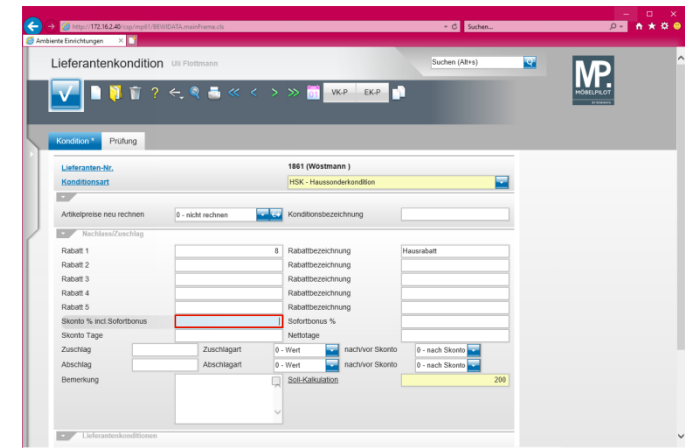 http://172.16.2.40/csp/mp81/BEWIDATA.mainFrame.cls
Suchen...
Ambiente Einrichtungen
Lieferantenkondition Uli Flottmann
Suchen (Alt+s)
MP.
MÖBELPILOT
VK-P EK-P
Kondition * Prüfung
Lieferanten-Nr. 1861 (Wöstmann )
Konditionsart HSK - Haussonderkondition
Artikelpreise neu rechnen 0 - nicht rechnen Konditionsbezeichnung
Nachlass/Zuschlag
Rabatt 1 8 Rabattbezeichnung Hausrabatt
Rabatt 2 Rabattbezeichnung
Rabatt 3 Rabattbezeichnung
Rabatt 4 Rabattbezeichnung
Rabatt 5 Rabattbezeichnung
Skonto % incl.Sofortbonus Sofortbonus %
Skonto Tage Nettotage
Zuschlag Zuschlagart 0 - Wert nach/vor Skonto 0 - nach Skonto
Abschlag Abschlagart 0 - Wert nach/vor Skonto 0 - nach Skonto
Bemerkung Soll-Kalkulation 200
Lieferantenkonditionen